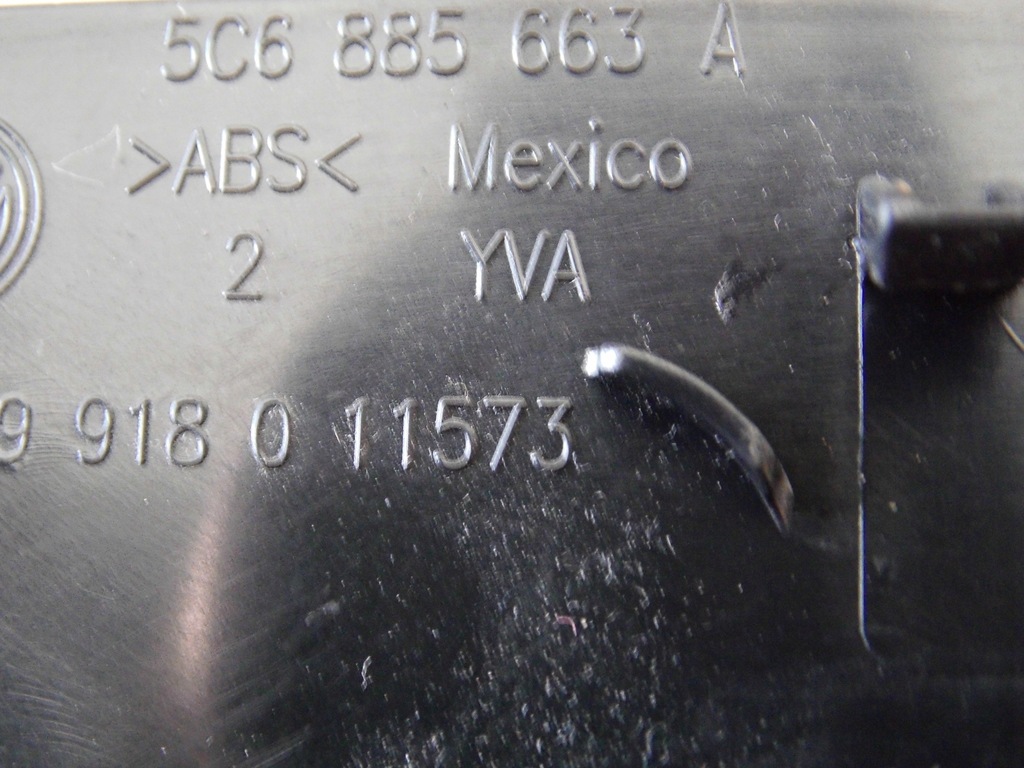 5C6 885 663 A
>ABS< Mexico
2 YVA
9 918 0 11573